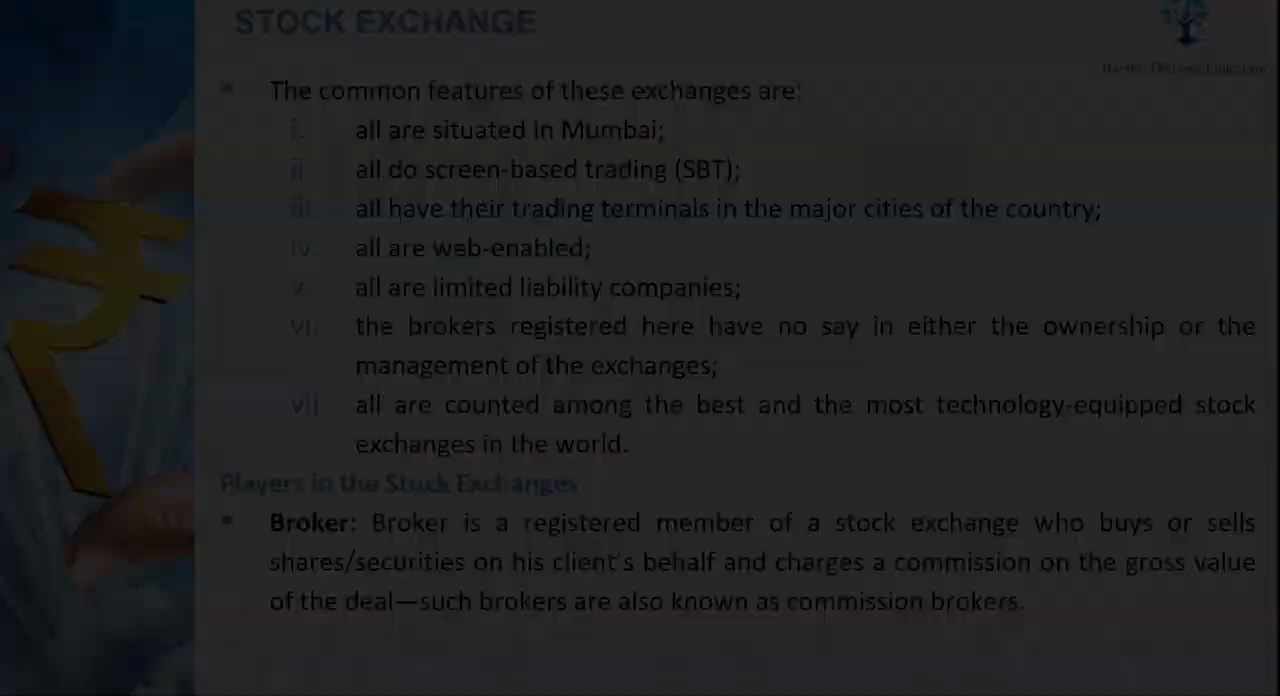 STOCK EXCHANGE
The common features of these exchanges are:
i. all are situated in Mumbai;
ii. all do screen-based trading (SBT);
iii. all have their trading terminals in the major cities of the country;
iv. all are web-enabled;
v. all are limited liability companies;
vi. the brokers registered here have no say in either the ownership or the
management of the exchanges;
vii. all are counted among the best and the most technology-equipped stock
exchanges in the world.
Players in the Stock Exchanges
Broker: Broker is a registered member of a stock exchange who buys or sells
shares/securities on his client's behalf and charges a commission on the gross value
of the deal—such brokers are also known as commission brokers.